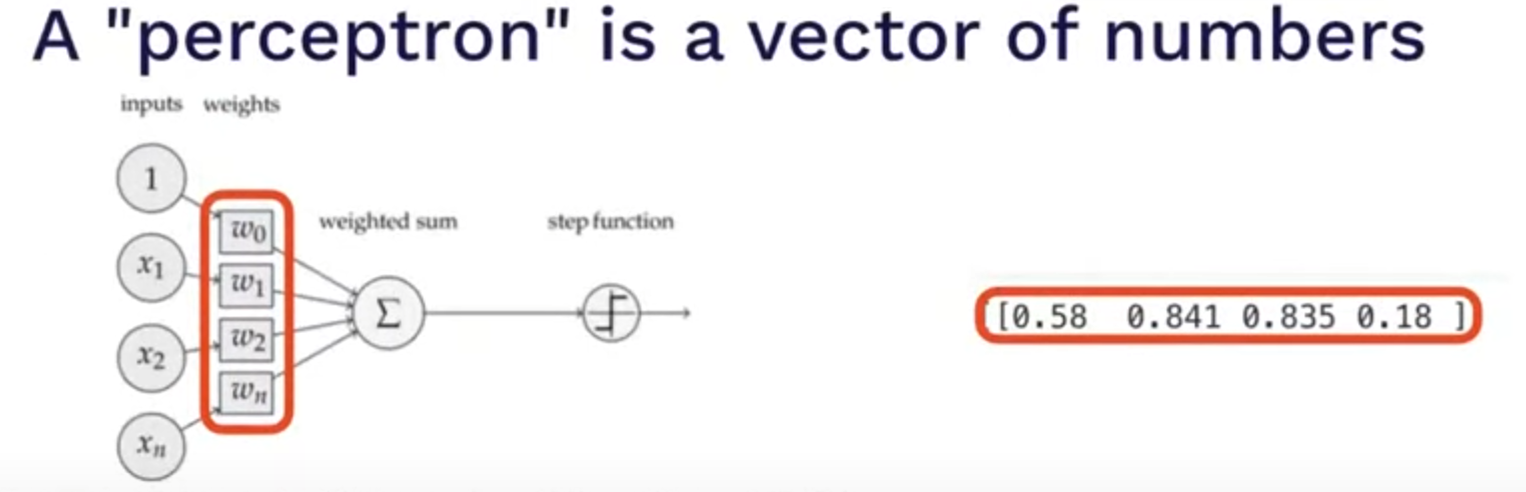 A "perceptron" is a vector of numbers
inputs weights
1
w0
weighted sum
step function
x1
w1
Σ
[0.58 0.841 0.835 0.18 ]
x2
w2
wn
xn